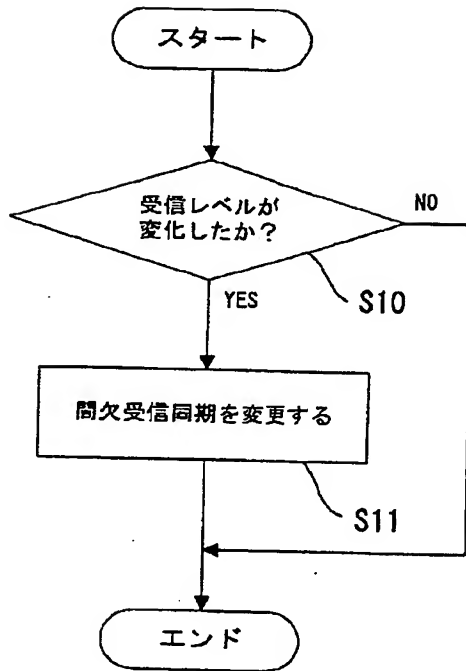 スタート
受信レベルが
変化したか？
NO
S10
YES
間欠受信同期を変更する
S11
エンド